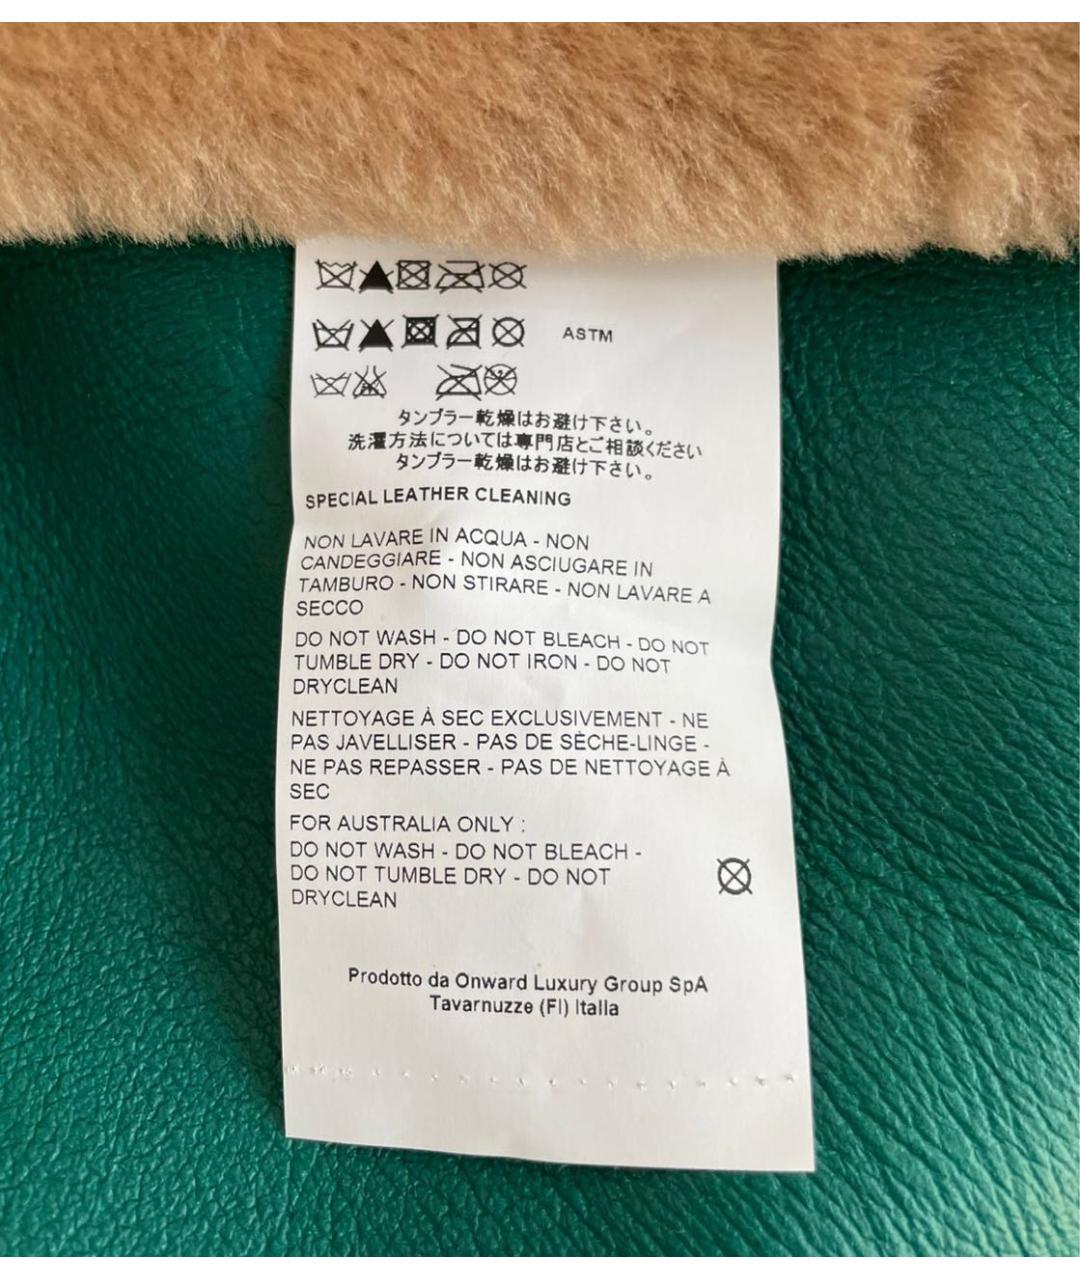 ASTM
タンブラー乾燥はお避け下さい。
洗濯方法については専門店とご相談ください
タンブラー乾燥はお避け下さい。
SPECIAL LEATHER CLEANING
NON LAVARE IN ACQUA - NON
CANDEGGIARE - NON ASCIUGARE IN
TAMBURO - NON STIRARE - NON LAVARE A
SECCO
DO NOT WASH - DO NOT BLEACH - DO NOT
TUMBLE DRY - DO NOT IRON - DO NOT
DRYCLEAN
NETTOYAGE À SEC EXCLUSIVEMENT - NE
PAS JAVELLISER - PAS DE SÈCHE-LINGE -
NE PAS REPASSER - PAS DE NETTOYAGE À
SEC
FOR AUSTRALIA ONLY :
DO NOT WASH - DO NOT BLEACH -
DO NOT TUMBLE DRY - DO NOT
DRYCLEAN
Prodotto da Onward Luxury Group SpA
Tavarnuzze (FI) Italia